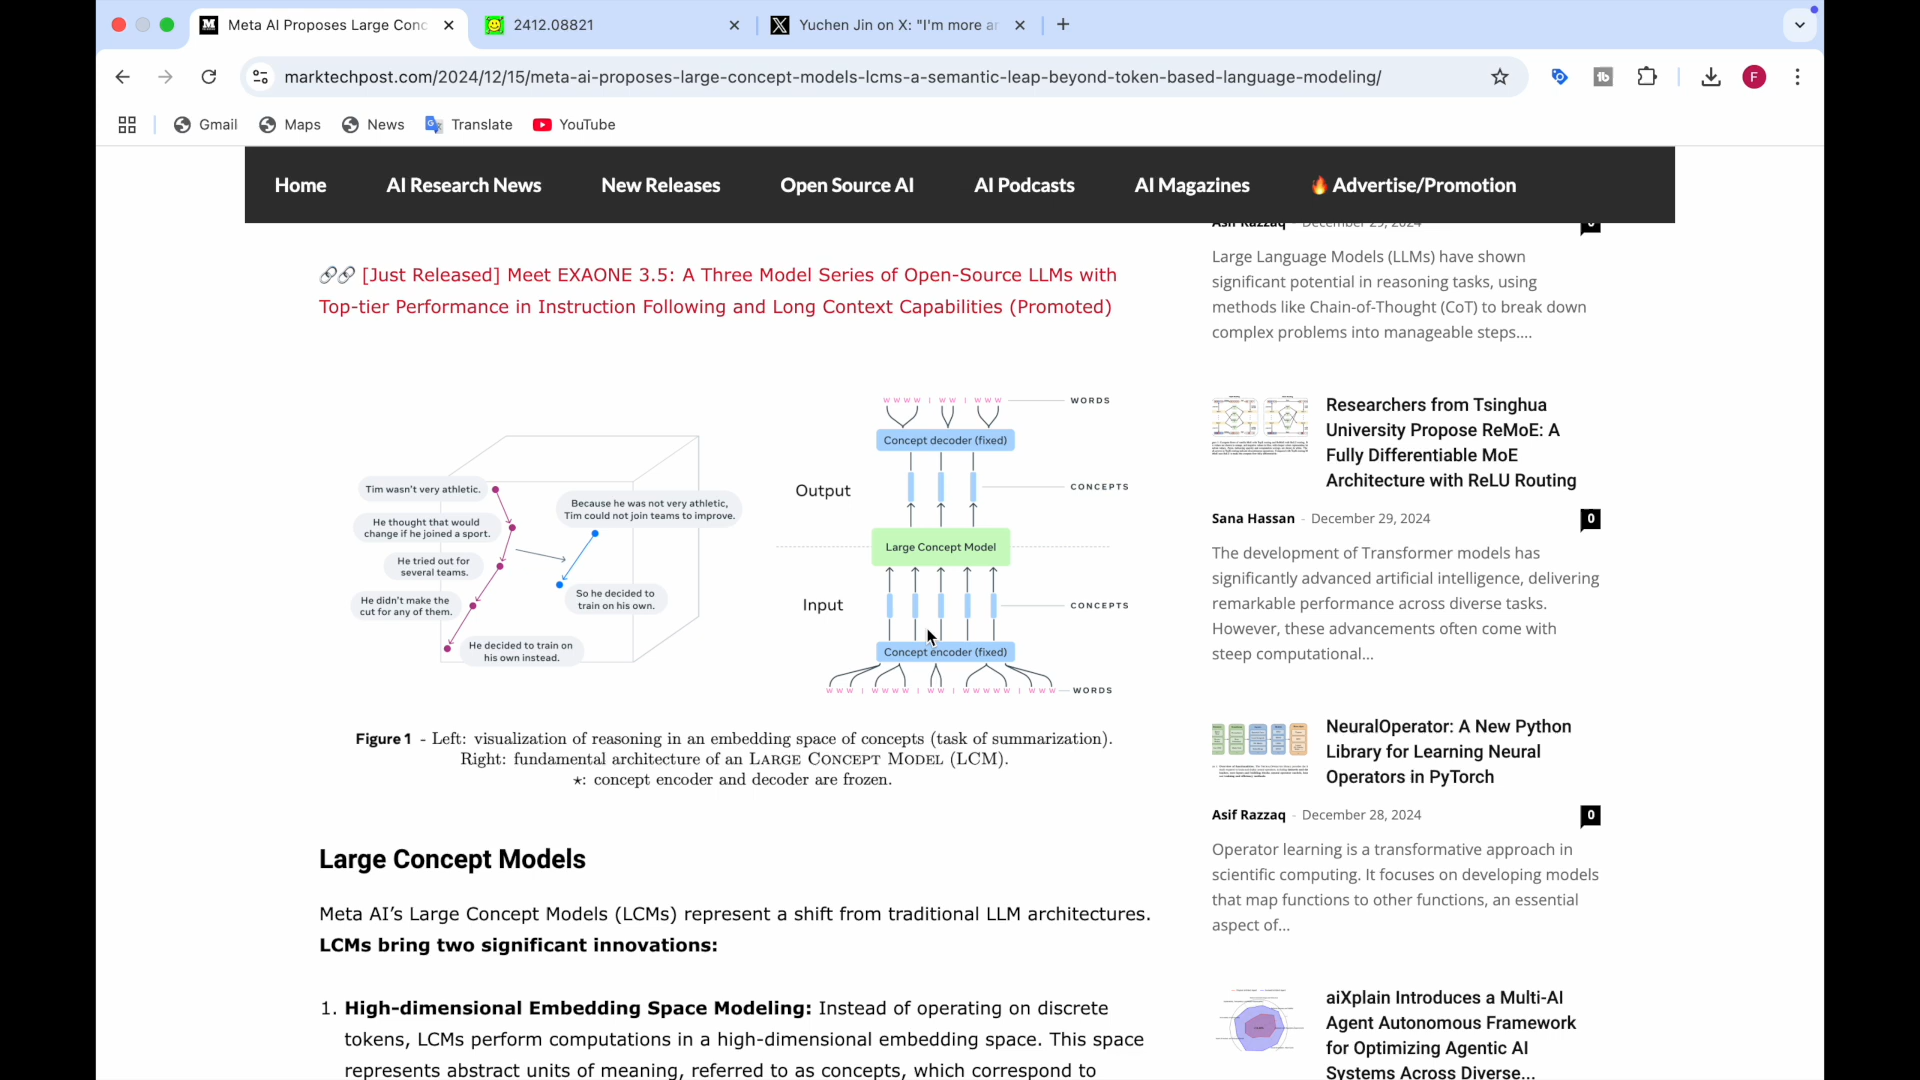 Meta AI Proposes Large Conc
2412.08821
Yuchen Jin on X: "I'm more ar
marktechpost.com/2024/12/15/meta-ai-proposes-large-concept-models-lcms-a-semantic-leap-beyond-token-based-language-modeling/
F
Gmail
Maps
News
Translate
YouTube
Home
AI Research News
New Releases
Open Source AI
AI Podcasts
AI Magazines
🔥 Advertise/Promotion
🔗🔗 [Just Released] Meet EXAONE 3.5: A Three Model Series of Open-Source LLMs with
Top-tier Performance in Instruction Following and Long Context Capabilities (Promoted)
Tim wasn't very athletic.
He thought that would
change if he joined a sport.
He tried out for
several teams.
He didn't make the
cut for any of them.
He decided to train on
his own instead.
Because he was not very athletic,
Tim could not join teams to improve.
So he decided to
train on his own.
W W W W | W W | W W W
WORDS
Concept decoder (fixed)
Output
CONCEPTS
Large Concept Model
Input
CONCEPTS
Concept encoder (fixed)
W W W | W W W W | W W | W W W W W | W W W
WORDS
Figure 1 - Left: visualization of reasoning in an embedding space of concepts (task of summarization).
Right: fundamental architecture of an LARGE CONCEPT MODEL (LCM).
⋆: concept encoder and decoder are frozen.
Large Concept Models
Meta AI’s Large Concept Models (LCMs) represent a shift from traditional LLM architectures.
LCMs bring two significant innovations:
1. High-dimensional Embedding Space Modeling: Instead of operating on discrete
tokens, LCMs perform computations in a high-dimensional embedding space. This space
represents abstract units of meaning, referred to as concepts, which correspond to
Asif Razzaq - December 29, 2024
0
Large Language Models (LLMs) have shown
significant potential in reasoning tasks, using
methods like Chain-of-Thought (CoT) to break down
complex problems into manageable steps....
Researchers from Tsinghua
University Propose ReMoE: A
Fully Differentiable MoE
Architecture with ReLU Routing
Sana Hassan - December 29, 2024
0
The development of Transformer models has
significantly advanced artificial intelligence, delivering
remarkable performance across diverse tasks.
However, these advancements often come with
steep computational...
NeuralOperator: A New Python
Library for Learning Neural
Operators in PyTorch
Asif Razzaq - December 28, 2024
0
Operator learning is a transformative approach in
scientific computing. It focuses on developing models
that map functions to other functions, an essential
aspect of...
aiXplain Introduces a Multi-AI
Agent Autonomous Framework
for Optimizing Agentic AI
Systems Across Diverse...